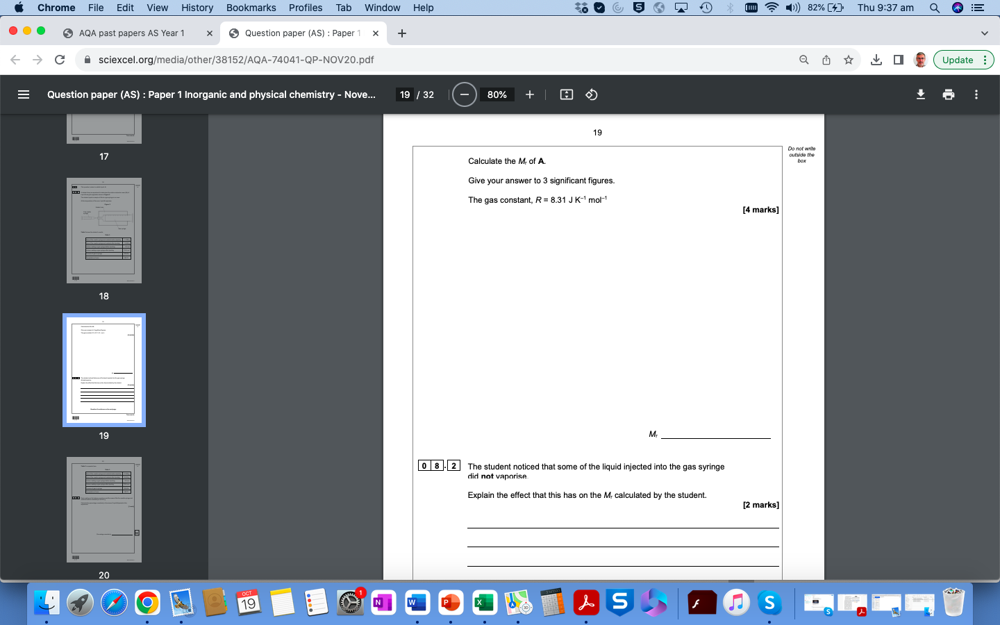 Chrome File Edit View History Bookmarks Profiles Tab Window Help 82% Thu 9:37 am
AQA past papers AS Year 1
Question paper (AS) : Paper 1
sciexcel.org/media/other/38152/AQA-74041-QP-NOV20.pdf
Update
Question paper (AS) : Paper 1 Inorganic and physical chemistry - Nove...
19 / 32
80%
17
18
19
20
19
Do not write
outside the
box
Calculate the Mr of A.
Give your answer to 3 significant figures.
The gas constant, R = 8.31 J K⁻¹ mol⁻¹
[4 marks]
Mr
0 8 . 2 The student noticed that some of the liquid injected into the gas syringe
did not vaporise.
Explain the effect that this has on the Mr calculated by the student.
[2 marks]
OCT
19
1
N
W
P
X
3D
S
S